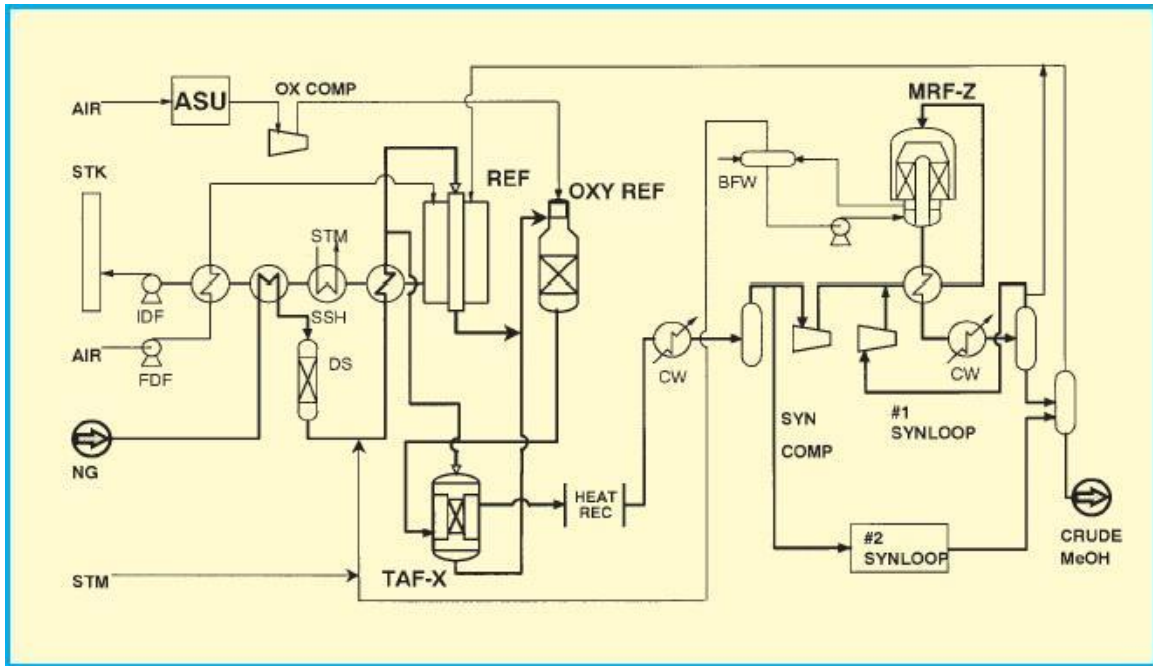 AIR
ASU
OX COMP
MRF-Z
STK
REF
OXY REF
BFW
STM
IDF
SSH
AIR
FDF
DS
CW
CW
NG
SYN
COMP
#1
SYNLOOP
HEAT
REC
#2
SYNLOOP
CRUDE
MeOH
STM
TAF-X